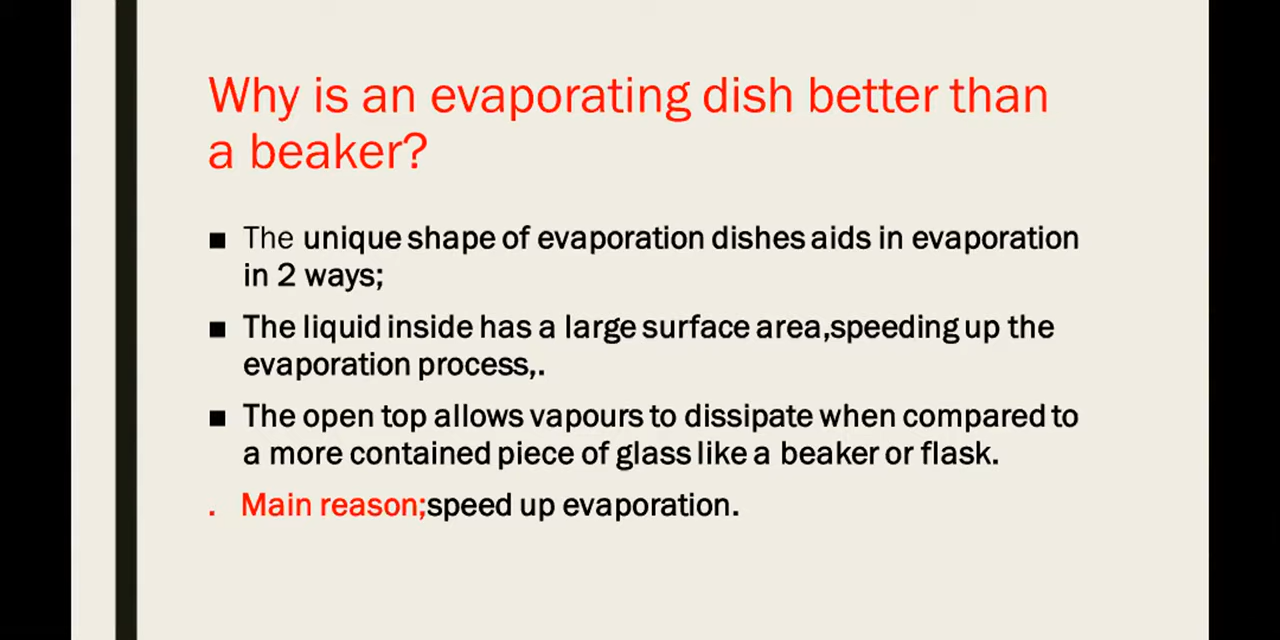 Why is an evaporating dish better than
a beaker?
■ The unique shape of evaporation dishes aids in evaporation
in 2 ways;
■ The liquid inside has a large surface area,speeding up the
evaporation process,.
■ The open top allows vapours to dissipate when compared to
a more contained piece of glass like a beaker or flask.
. Main reason;speed up evaporation.